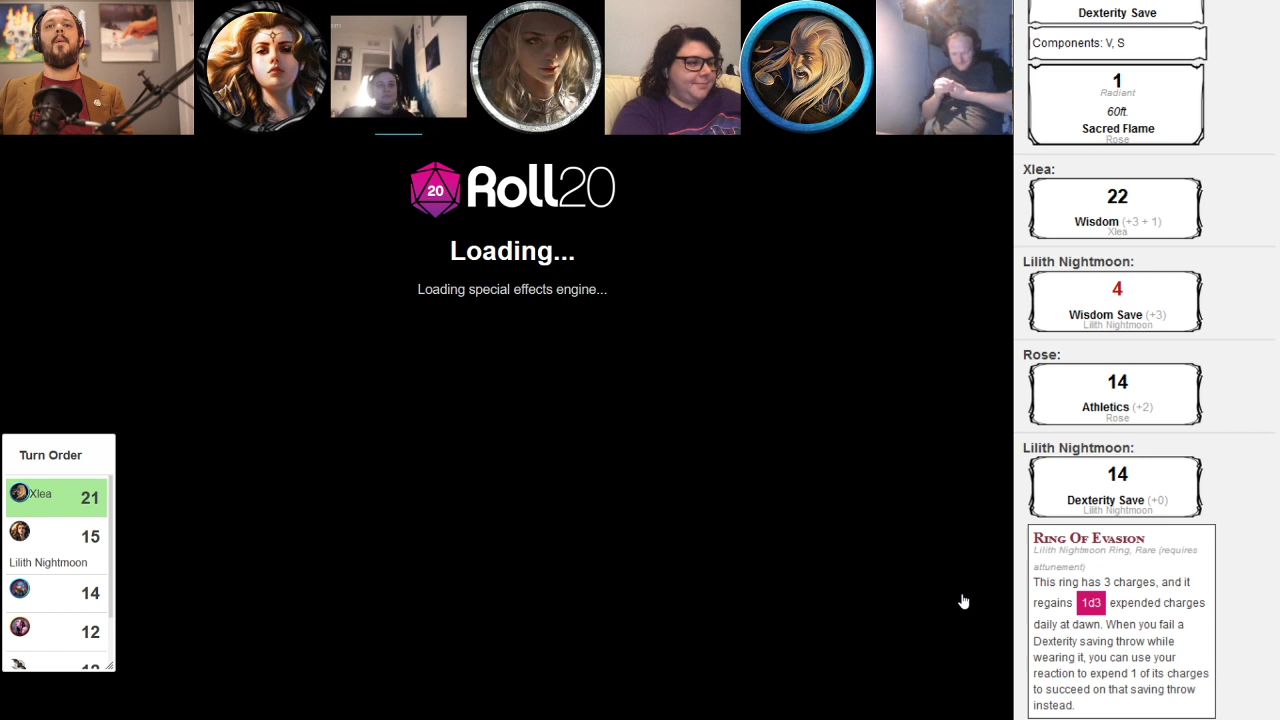 20
Roll20
Loading...
Loading special effects engine...
Turn Order
Xlea 21
15
Lilith Nightmoon
14
12
Dexterity Save
Components: V, S
1
Radiant
60ft.
Sacred Flame
Rose
Xlea:
22
Wisdom (+3 + 1)
Xlea
Lilith Nightmoon:
4
Wisdom Save (+3)
Lilith Nightmoon
Rose:
14
Athletics (+2)
Rose
Lilith Nightmoon:
14
Dexterity Save (+0)
Lilith Nightmoon
Ring Of Evasion
Lilith Nightmoon Ring, Rare (requires
attunement)
This ring has 3 charges, and it
regains 1d3 expended charges
daily at dawn. When you fail a
Dexterity saving throw while
wearing it, you can use your
reaction to expend 1 of its charges
to succeed on that saving throw
instead.